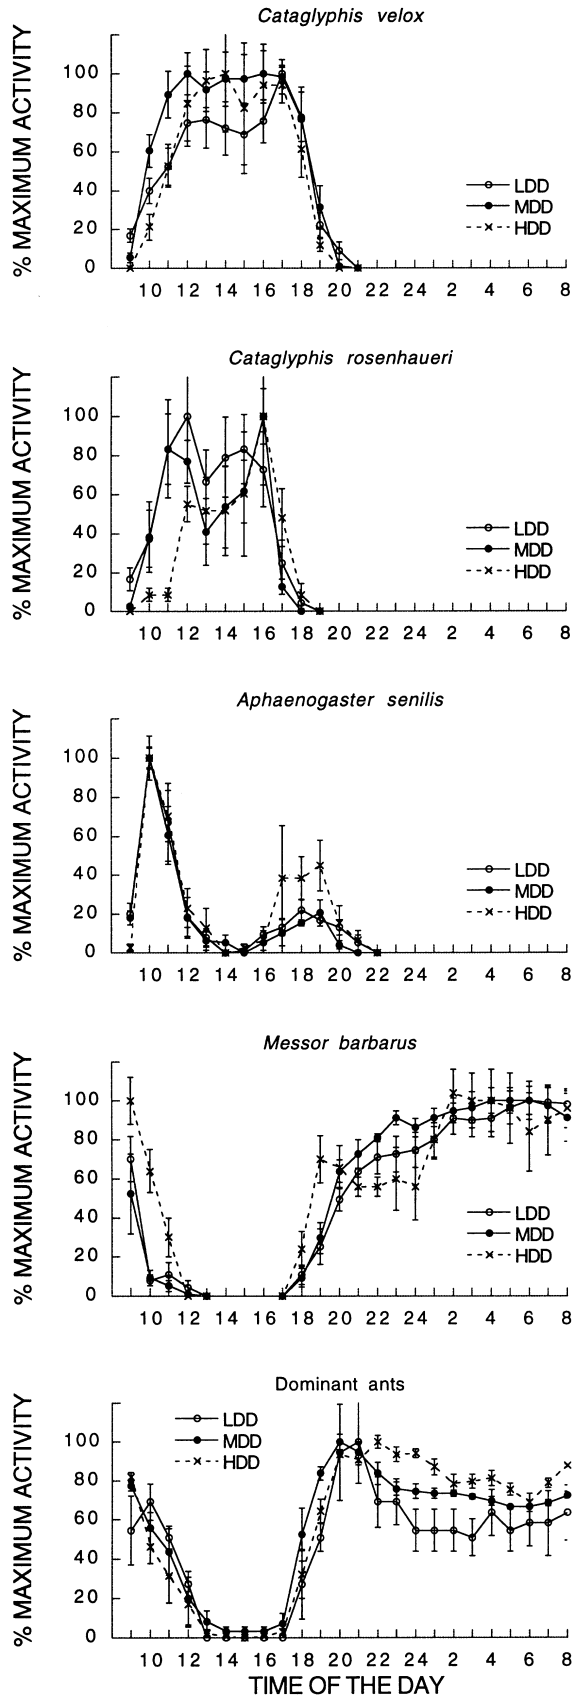 Cataglyphis velox
% MAXIMUM ACTIVITY
100
80
60
40
20
0
LDD
MDD
HDD
10 12 14 16 18 20 22 24 2 4 6 8
Cataglyphis rosenhaueri
% MAXIMUM ACTIVITY
100
80
60
40
20
0
LDD
MDD
HDD
10 12 14 16 18 20 22 24 2 4 6 8
Aphaenogaster senilis
% MAXIMUM ACTIVITY
100
80
60
40
20
0
LDD
MDD
HDD
10 12 14 16 18 20 22 24 2 4 6 8
Messor barbarus
% MAXIMUM ACTIVITY
100
80
60
40
20
0
LDD
MDD
HDD
10 12 14 16 18 20 22 24 2 4 6 8
Dominant ants
% MAXIMUM ACTIVITY
100
80
60
40
20
0
LDD
MDD
HDD
10 12 14 16 18 20 22 24 2 4 6 8
TIME OF THE DAY